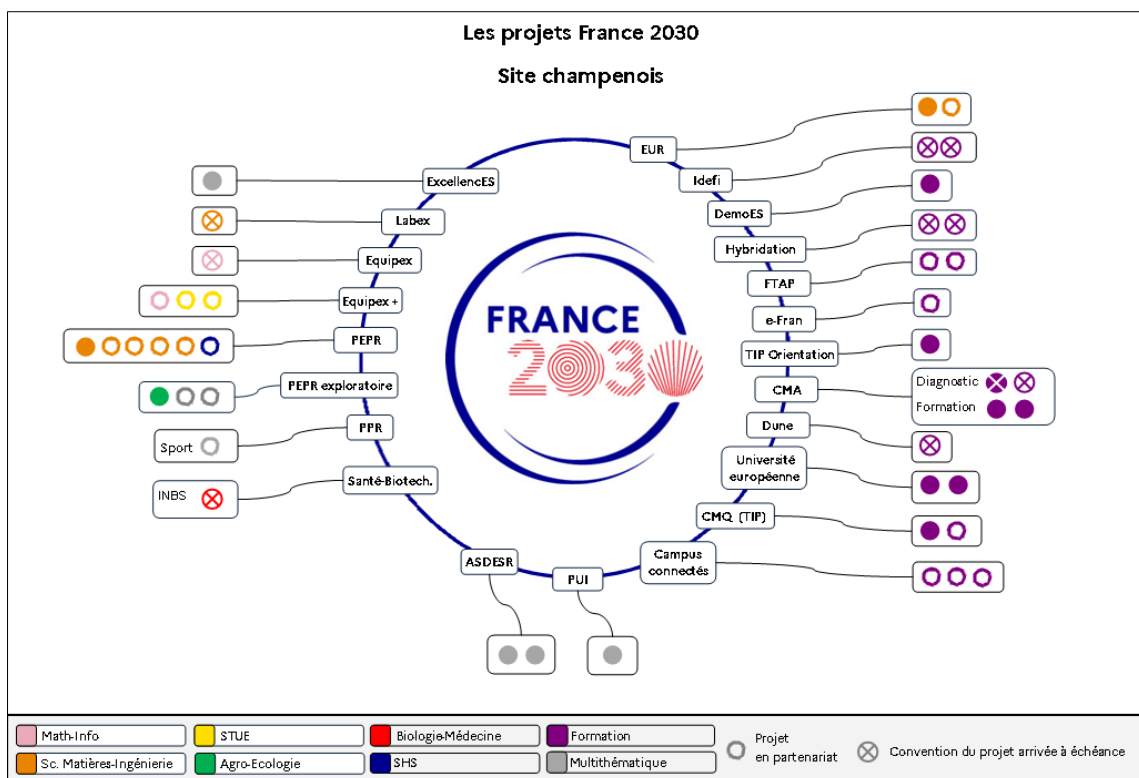 Les projets France 2030
Site champenois
EUR
Idefi
DemoES
Hybridation
FTAP
e-Fran
TIP Orientation
CMA
Diagnostic
Formation
Dune
Université
européenne
CMQ (TIP)
Campus
connectés
PUI
ASDESR
ExcellencES
Labex
Equipex
Equipex +
PEPR
PEPR exploratoire
PPR
Sport
Santé-Biotech.
INBS
FRANCE
2030
Math-Info
STUE
Biologie-Médecine
Formation
Sc. Matières-Ingénierie
Agro-Ecologie
SHS
Multithématique
Projet
en partenariat
Convention du projet arrivée à échéance